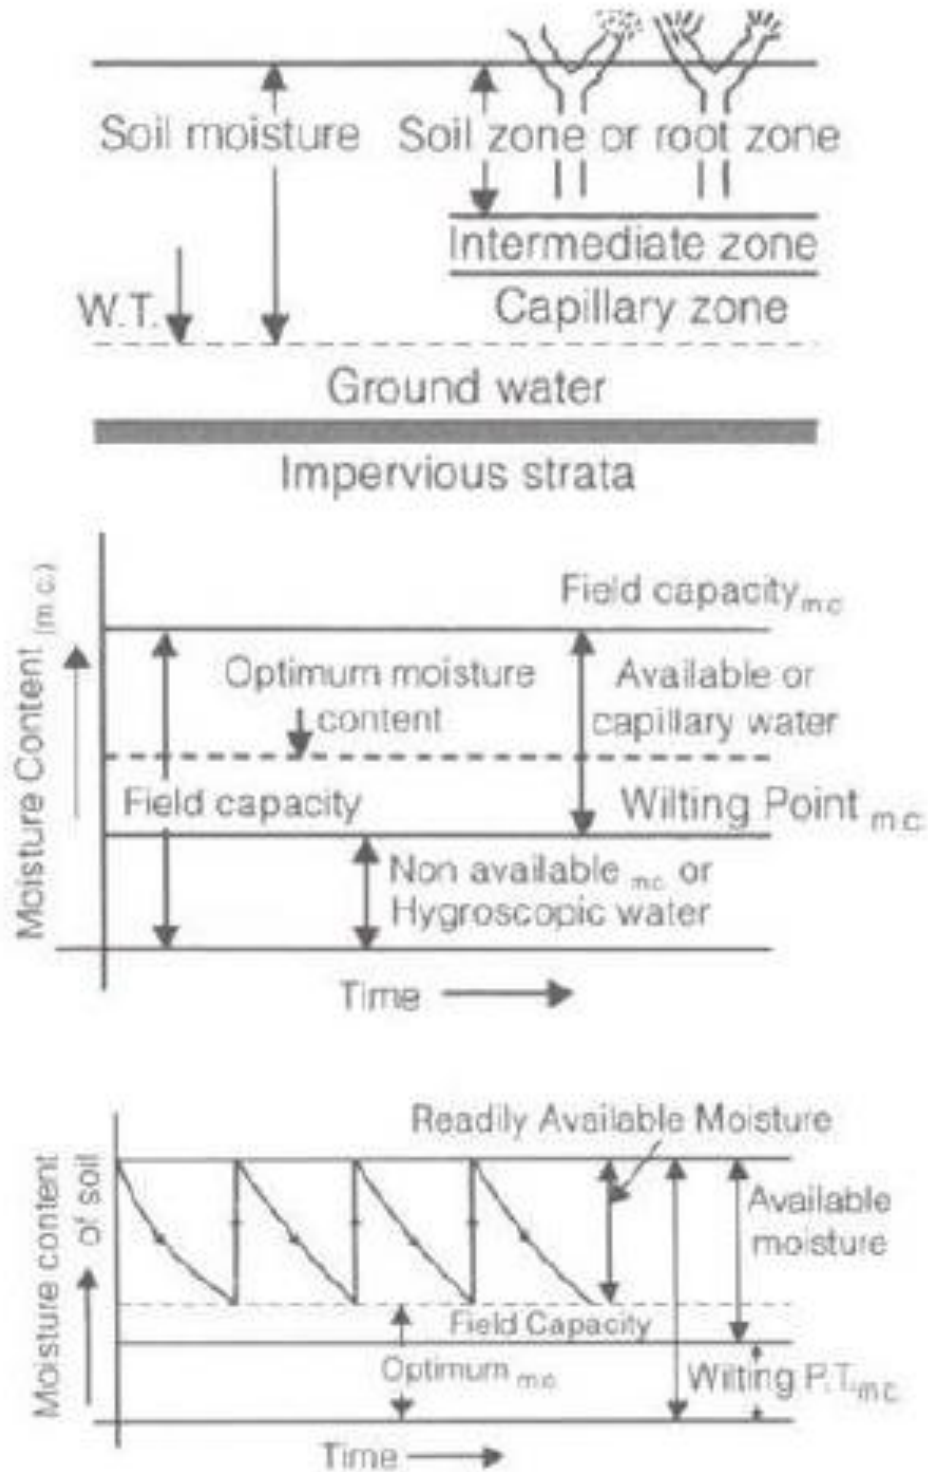 Soil moisture
Soil zone or root zone
Intermediate zone
W.T.
Capillary zone
Ground water
Impervious strata
Moisture Content (m.c.)
Field capacity m.c.
Optimum moisture
content
Available or
capillary water
Field capacity
Wilting Point m.c.
Non available m.c. or
Hygroscopic water
Time
Moisture content
of soil
Readily Available Moisture
Available
moisture
Field Capacity
Optimum m.c.
Wilting P.T. m.c.
Time